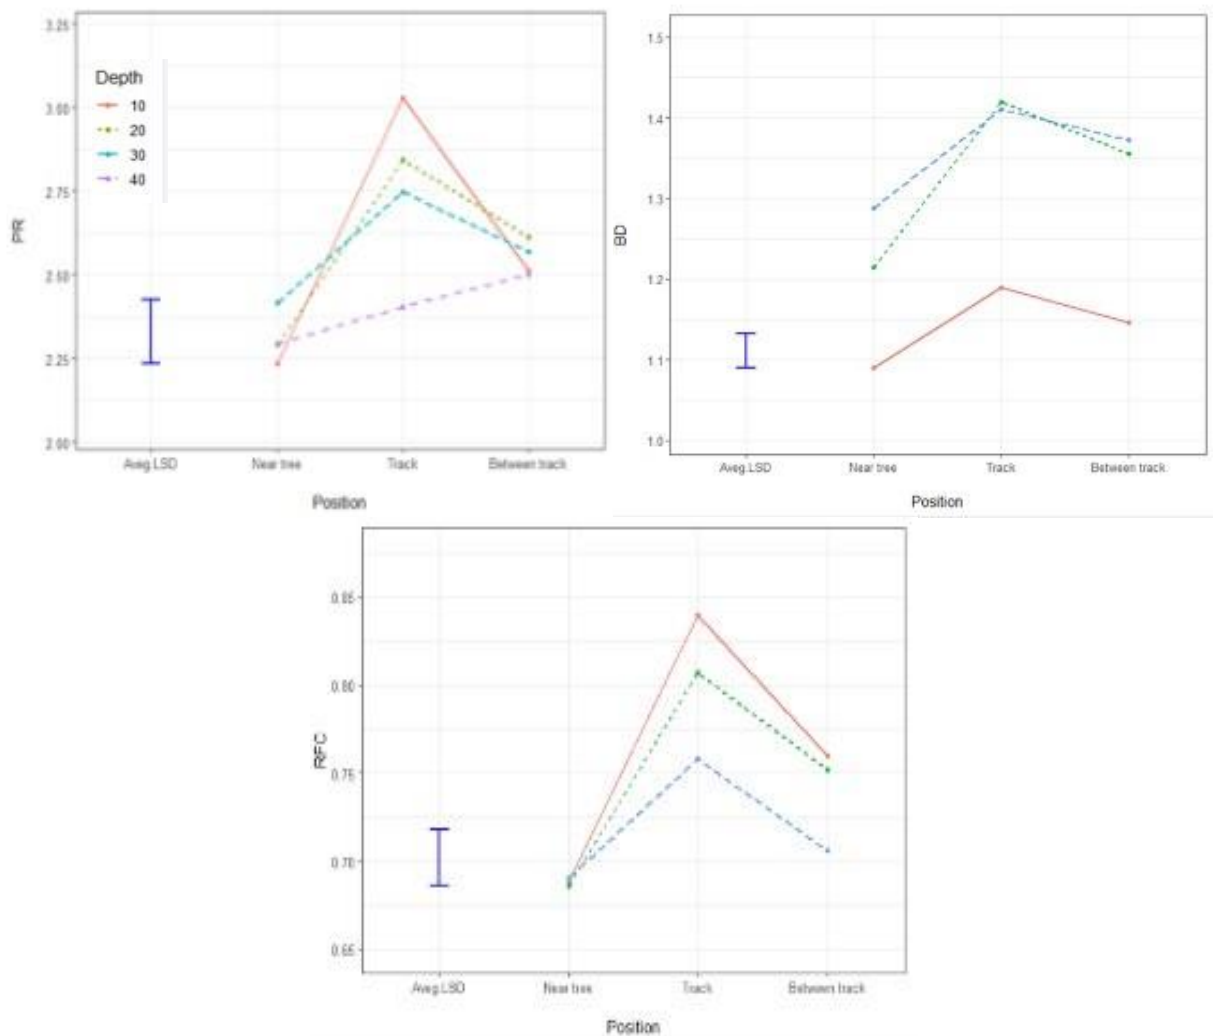 3.25
3.00
2.75
2.50
2.25
2.00
PR
Depth
10
20
30
40
Aveg.LSD Near tree Track Between track
Position
1.5
1.4
1.3
1.2
1.1
1.0
BD
Aveg.LSD Near tree Track Between track
Position
0.85
0.80
0.75
0.70
0.65
RFC
Aveg.LSD Near tree Track Between track
Position